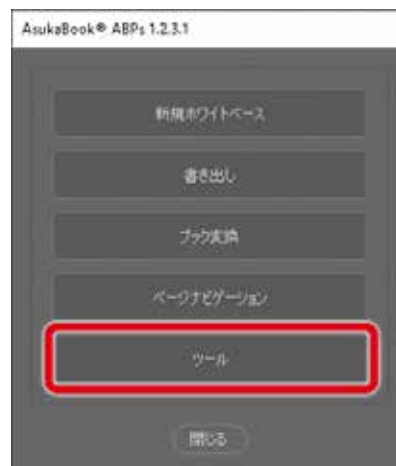 AsukaBook® ABPs 1.2.3.1
新規ホワイトベース
書き出し
ブック変換
ページナビゲーション
ツール
閉じる